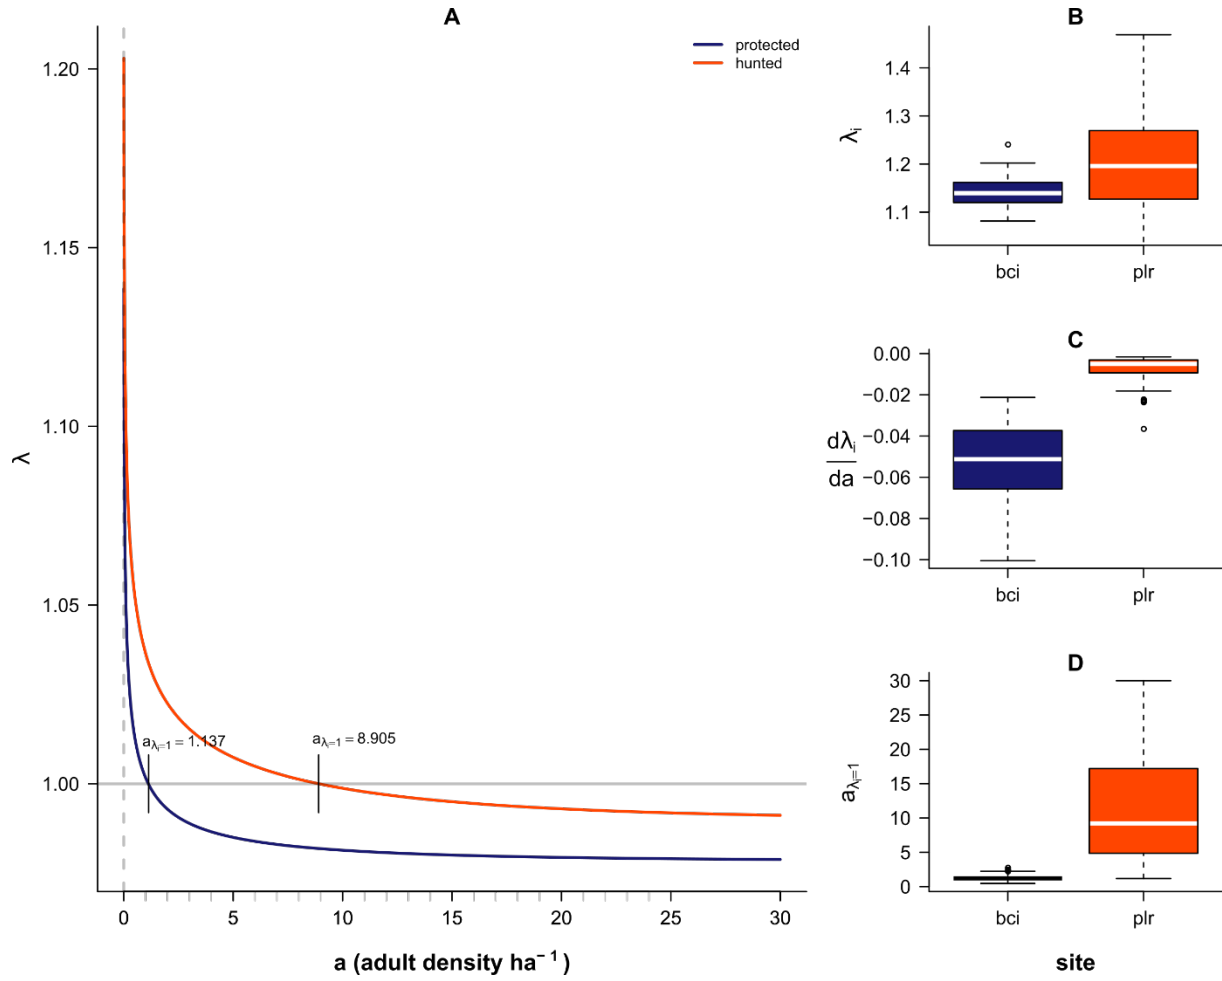 A
protected
hunted
1.20
1.15
1.10
1.05
1.00
λ
aλi=1 = 1.137
aλi=1 = 8.905
0 5 10 15 20 25 30
a (adult density ha⁻¹)
B
1.4
1.3
1.2
1.1
λi
bci plr
C
0.00
−0.02
−0.04
−0.06
−0.08
−0.10
dλi
da
bci plr
D
30
25
20
15
10
5
0
aλi=1
bci plr
site